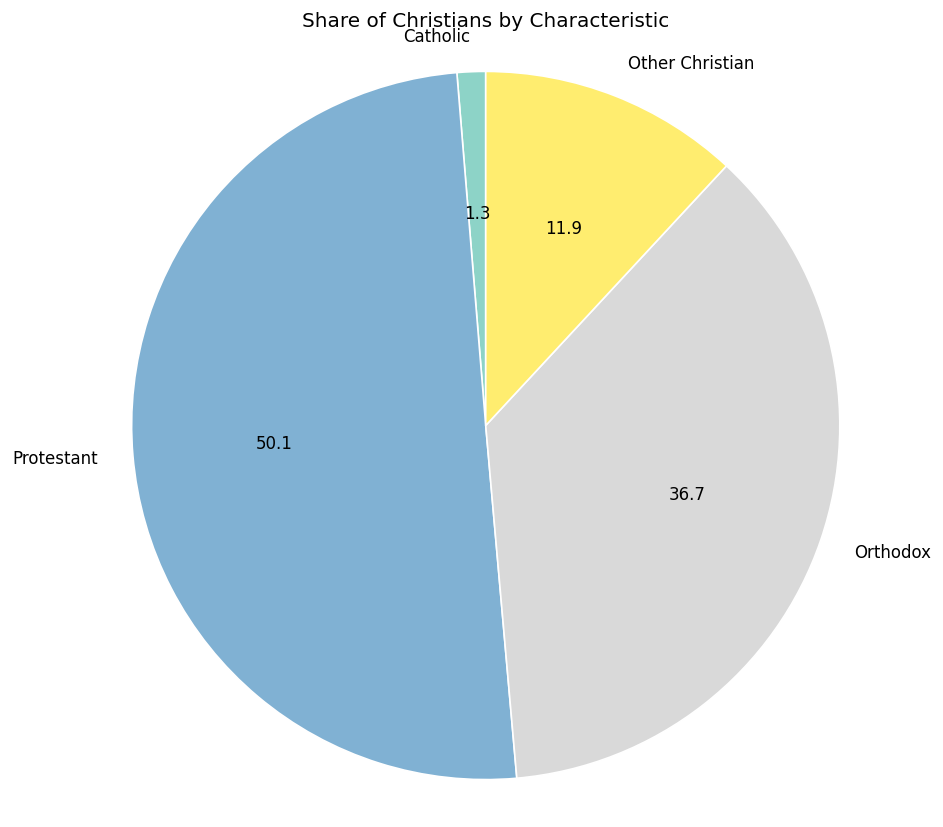 Share of Christians by Characteristic
Catholic
Other Christian
1.3
11.9
50.1
Protestant
36.7
Orthodox